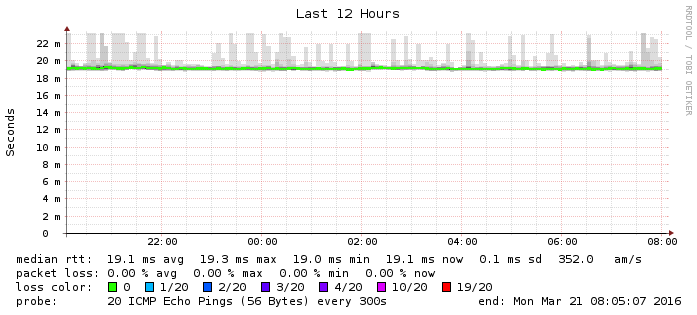 Last 12 Hours
RRDTOOL / TOBI OETIKER
Seconds
22 m
20 m
18 m
16 m
14 m
12 m
10 m
8 m
6 m
4 m
2 m
0
22:00 00:00 02:00 04:00 06:00 08:00
median rtt: 19.1 ms avg 19.3 ms max 19.0 ms min 19.1 ms now 0.1 ms sd 352.0 am/s
packet loss: 0.00 % avg 0.00 % max 0.00 % min 0.00 % now
loss color: 0 1/20 2/20 3/20 4/20 10/20 19/20
probe: 20 ICMP Echo Pings (56 Bytes) every 300s end: Mon Mar 21 08:05:07 2016